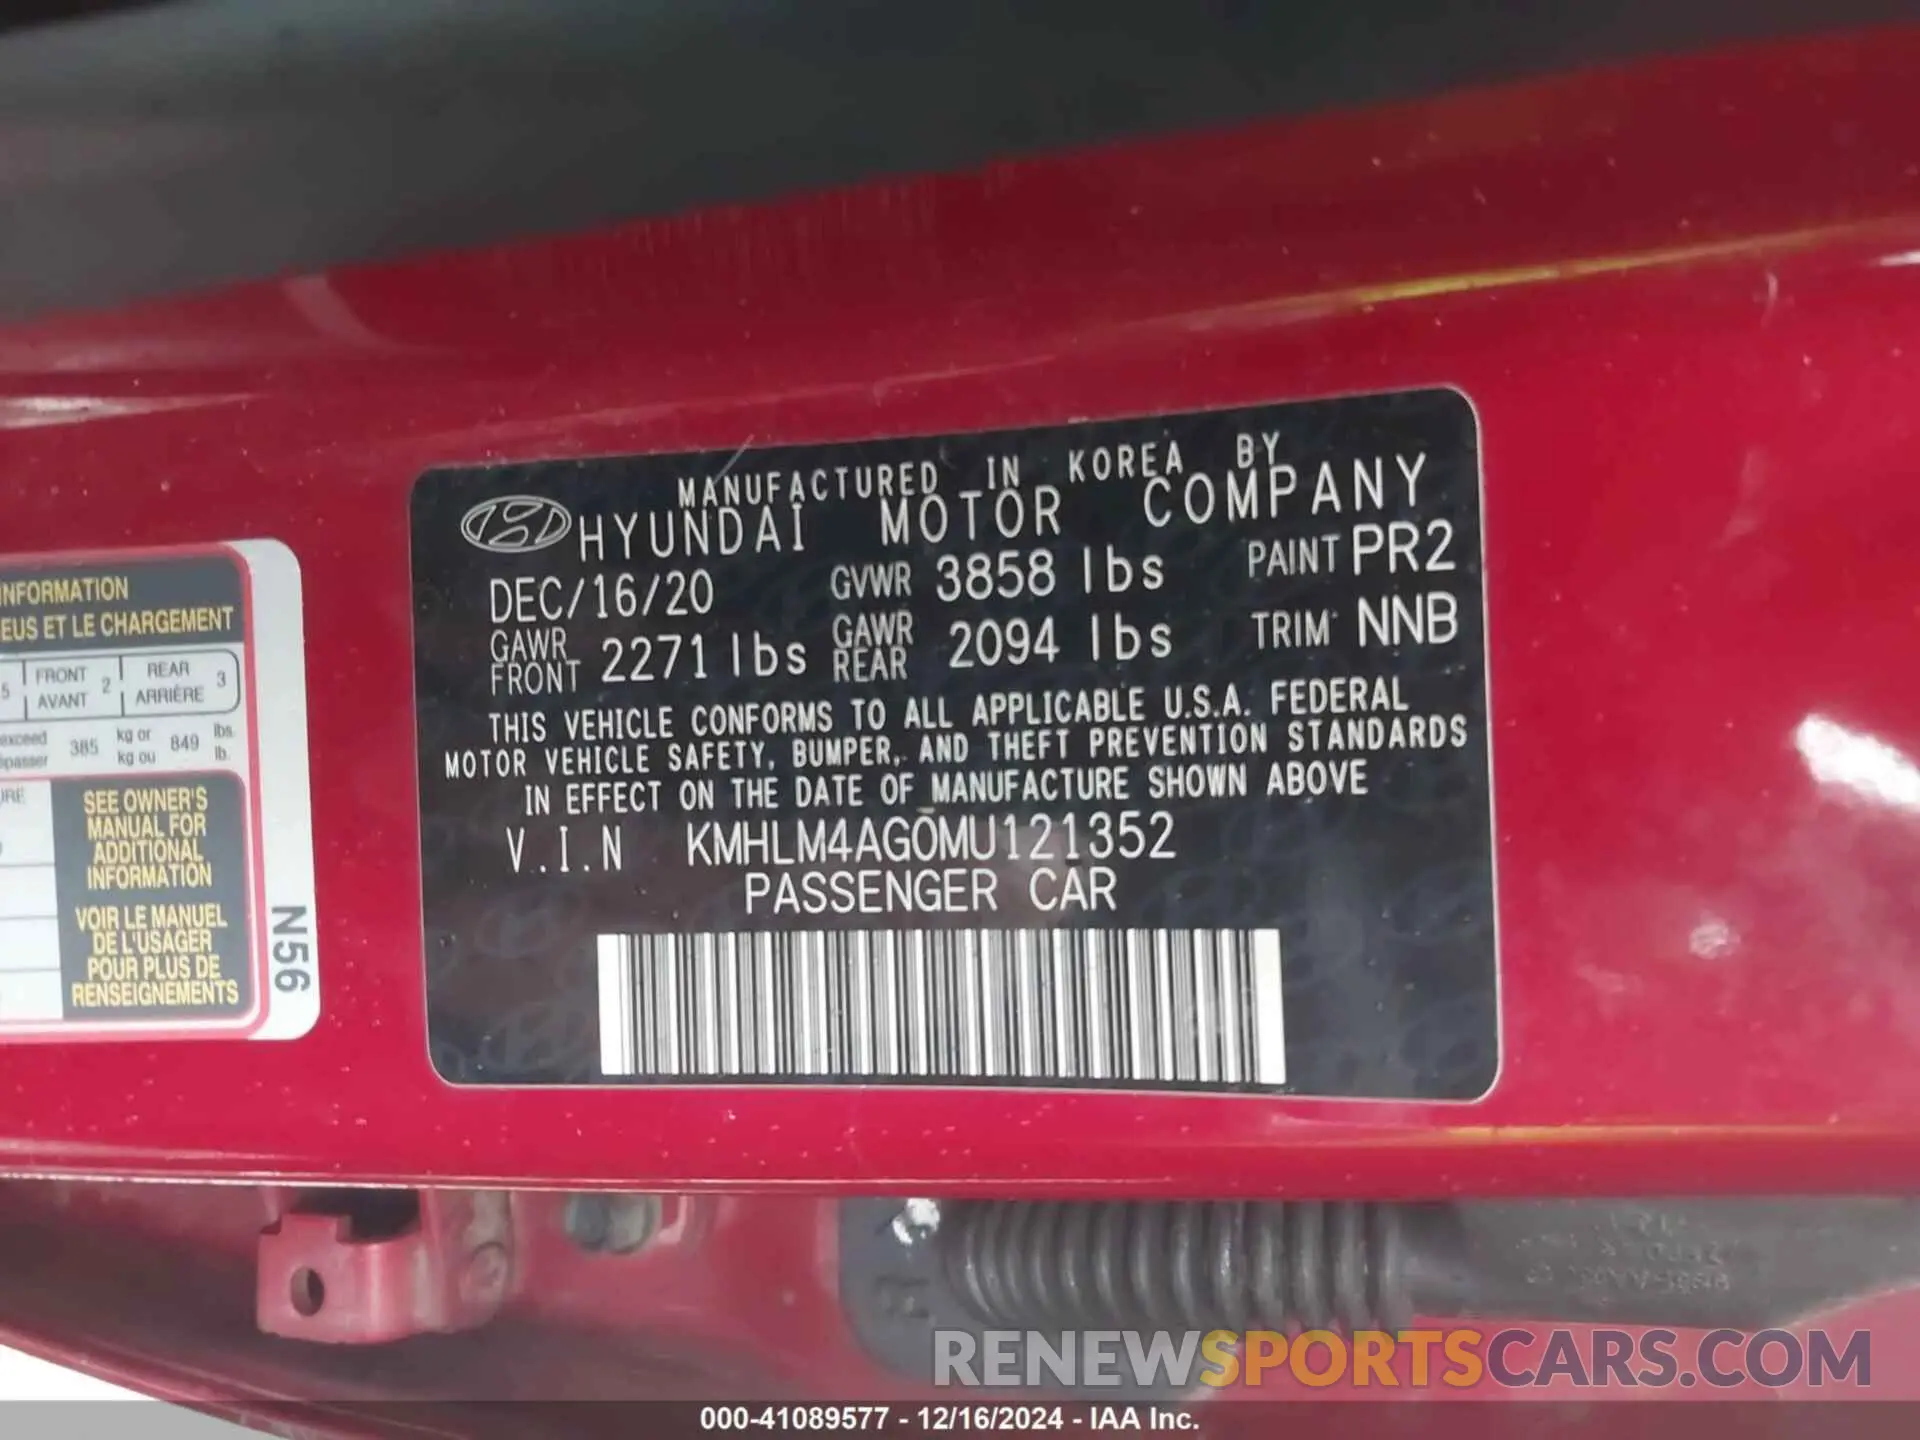 NFORMATION
EUS ET LE CHARGEMENT
5 FRONT 2 REAR 3
AVANT ARRIÈRE
exceed 385 kg or 849 lbs.
kg ou lb.
SEE OWNER'S
MANUAL FOR
ADDITIONAL
INFORMATION
VOIR LE MANUEL
DE L'USAGER
POUR PLUS DE
RENSEIGNEMENTS
N56
MANUFACTURED IN KOREA BY
HYUNDAI MOTOR COMPANY
DEC/16/20 GVWR 3858 lbs PAINT PR2
GAWR FRONT 2271 lbs GAWR REAR 2094 lbs TRIM NNB
THIS VEHICLE CONFORMS TO ALL APPLICABLE U.S.A. FEDERAL
MOTOR VEHICLE SAFETY, BUMPER, AND THEFT PREVENTION STANDARDS
IN EFFECT ON THE DATE OF MANUFACTURE SHOWN ABOVE
V.I.N KMHLM4AG0MU121352
PASSENGER CAR
RENEWSPORTSCARS.COM
000-41089577 - 12/16/2024 - IAA Inc.